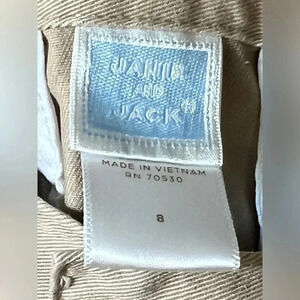 JANIE
AND
JACK®
MADE IN VIETNAM
RN 70530
8